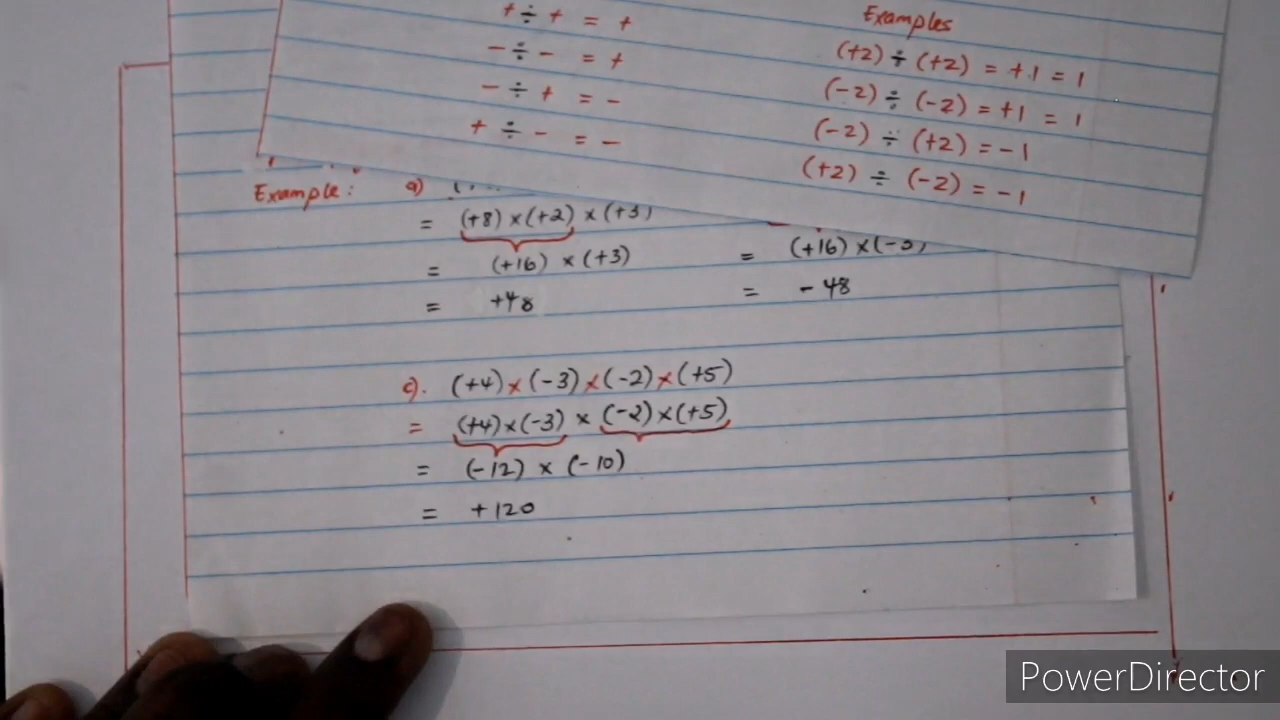 + ÷ + = +
- ÷ - = +
- ÷ + = -
+ ÷ - = -
Examples
(+2) ÷ (+2) = +1 = 1
(-2) ÷ (-2) = +1 = 1
(-2) ÷ (+2) = -1
(+2) ÷ (-2) = -1
Example: a)
= (+8) × (+2) × (+3)
= (+16) × (+3)
= +48
= (+16) × (-3)
= -48
c). (+4) × (-3) × (-2) × (+5)
= (+4) × (-3) × (-2) × (+5)
= (-12) × (-10)
= +120
PowerDirector